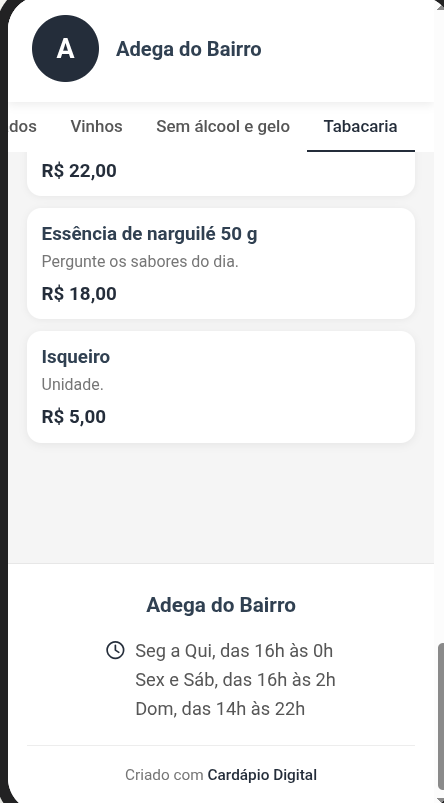 A
Adega do Bairro
dos Vinhos Sem álcool e gelo Tabacaria
R$ 22,00
Essência de narguilé 50 g
Pergunte os sabores do dia.
R$ 18,00
Isqueiro
Unidade.
R$ 5,00
Adega do Bairro
Seg a Qui, das 16h às 0h
Sex e Sáb, das 16h às 2h
Dom, das 14h às 22h
Criado com Cardápio Digital